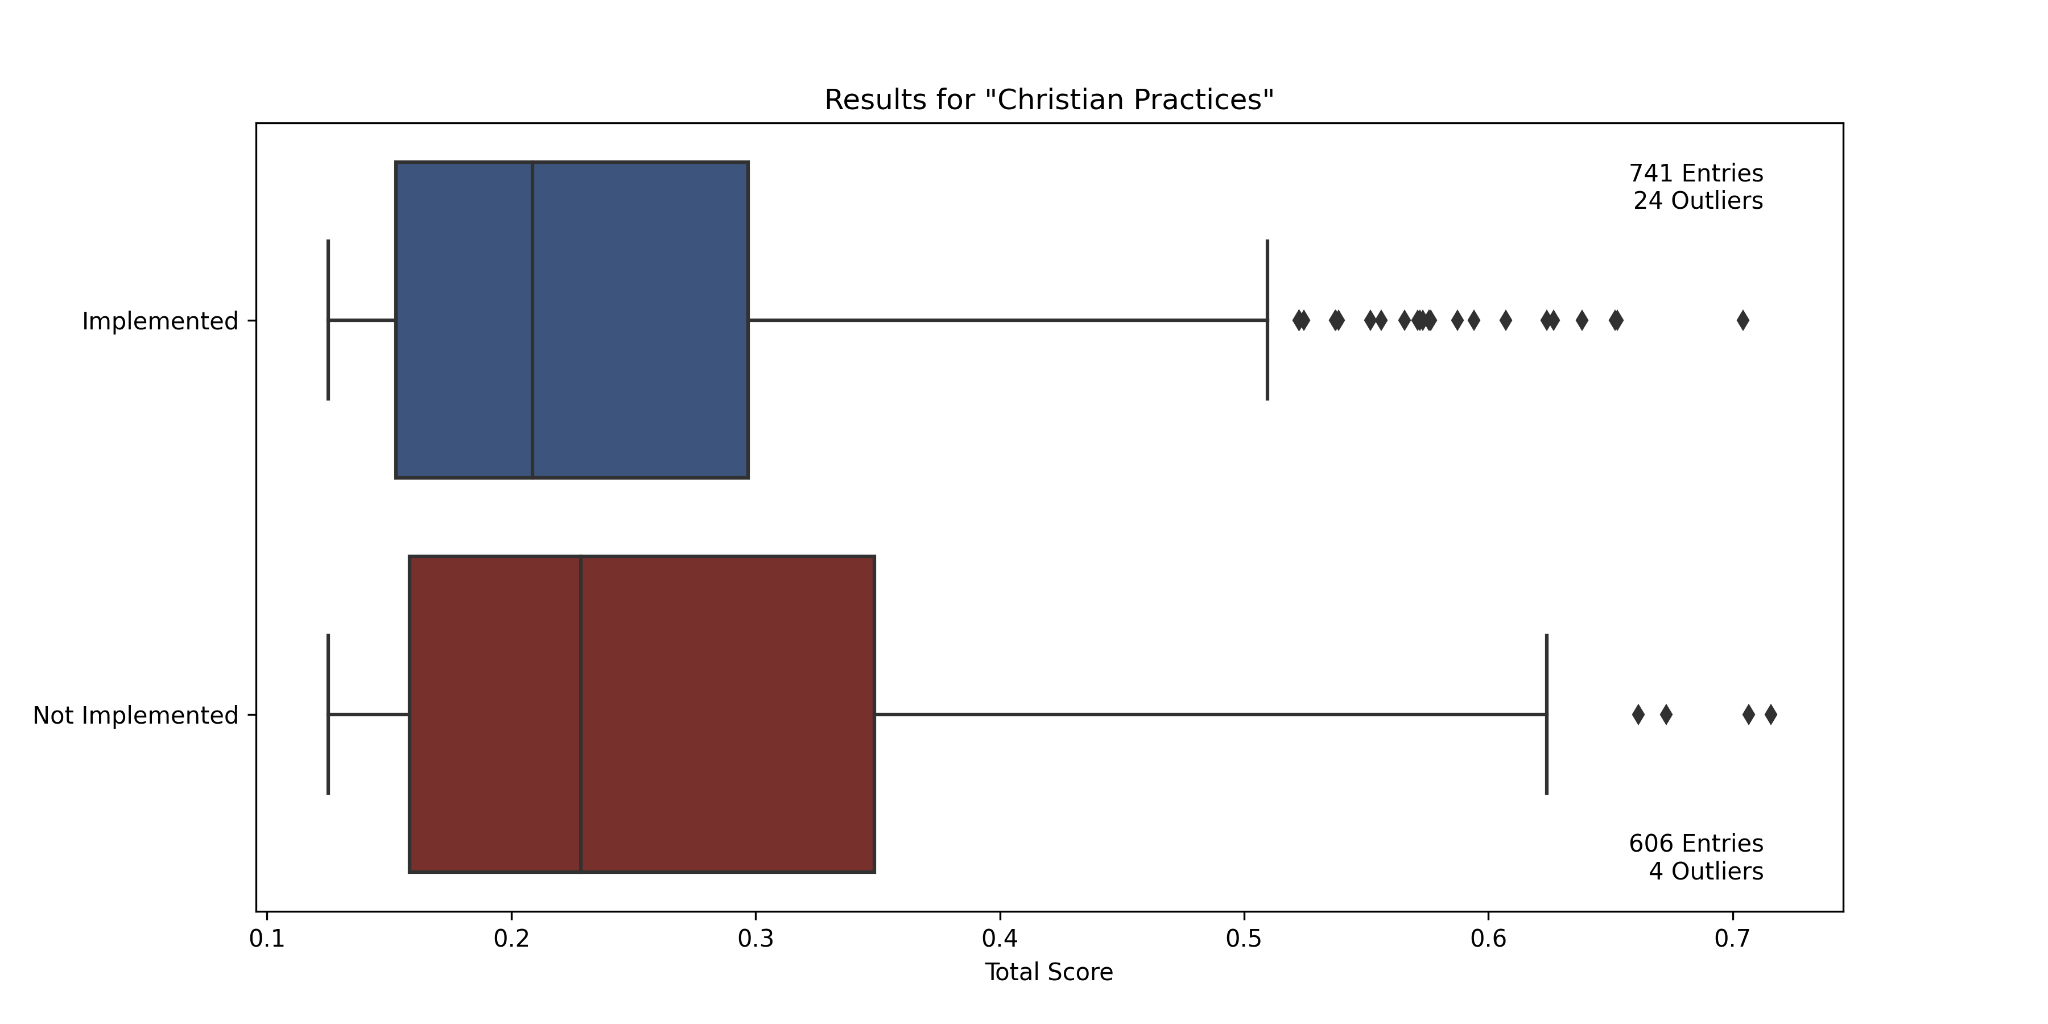 Results for "Christian Practices"
741 Entries
24 Outliers
Implemented
Not Implemented
606 Entries
4 Outliers
0.1 0.2 0.3 0.4 0.5 0.6 0.7
Total Score